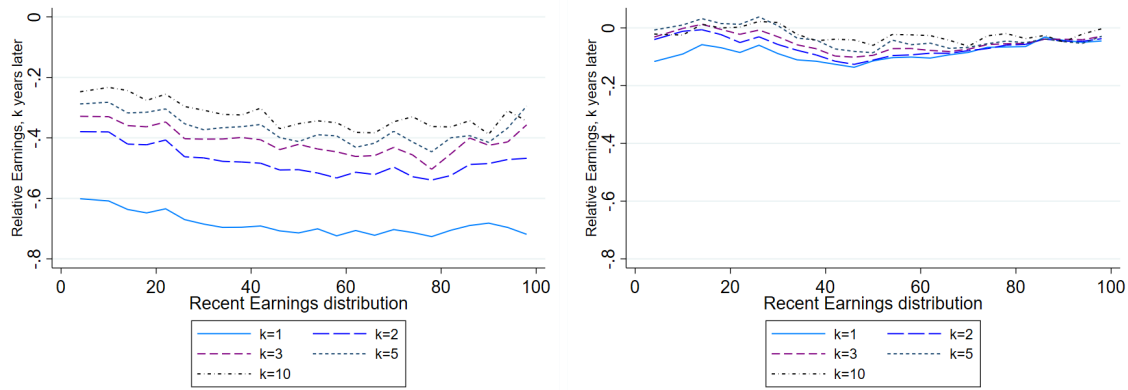 Relative Earnings, k years later
0
-.2
-.4
-.6
-.8
0 20 40 60 80 100
Recent Earnings distribution
k=1 k=2
k=3 k=5
k=10
Relative Earnings, k years later
0
-.2
-.4
-.6
-.8
0 20 40 60 80 100
Recent Earnings distribution
k=1 k=2
k=3 k=5
k=10